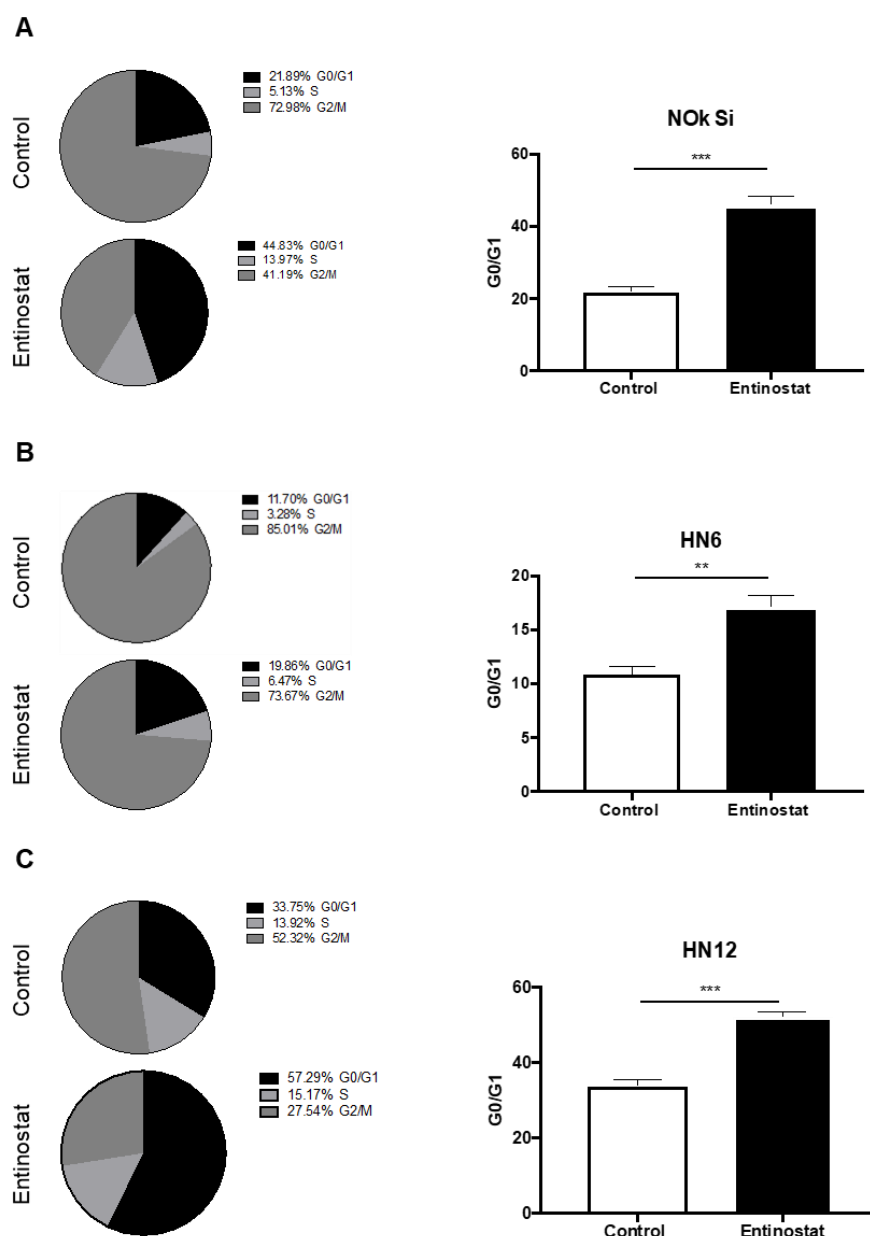 A
Control
21.89% G0/G1
5.13% S
72.98% G2/M
Entinostat
44.83% G0/G1
13.97% S
41.19% G2/M
NOk Si
***
G0/G1
60
40
20
0
Control Entinostat
B
Control
11.70% G0/G1
3.28% S
85.01% G2/M
Entinostat
19.86% G0/G1
6.47% S
73.67% G2/M
HN6
**
G0/G1
20
15
10
5
0
Control Entinostat
C
Control
33.75% G0/G1
13.92% S
52.32% G2/M
Entinostat
57.29% G0/G1
15.17% S
27.54% G2/M
HN12
***
G0/G1
60
40
20
0
Control Entinostat